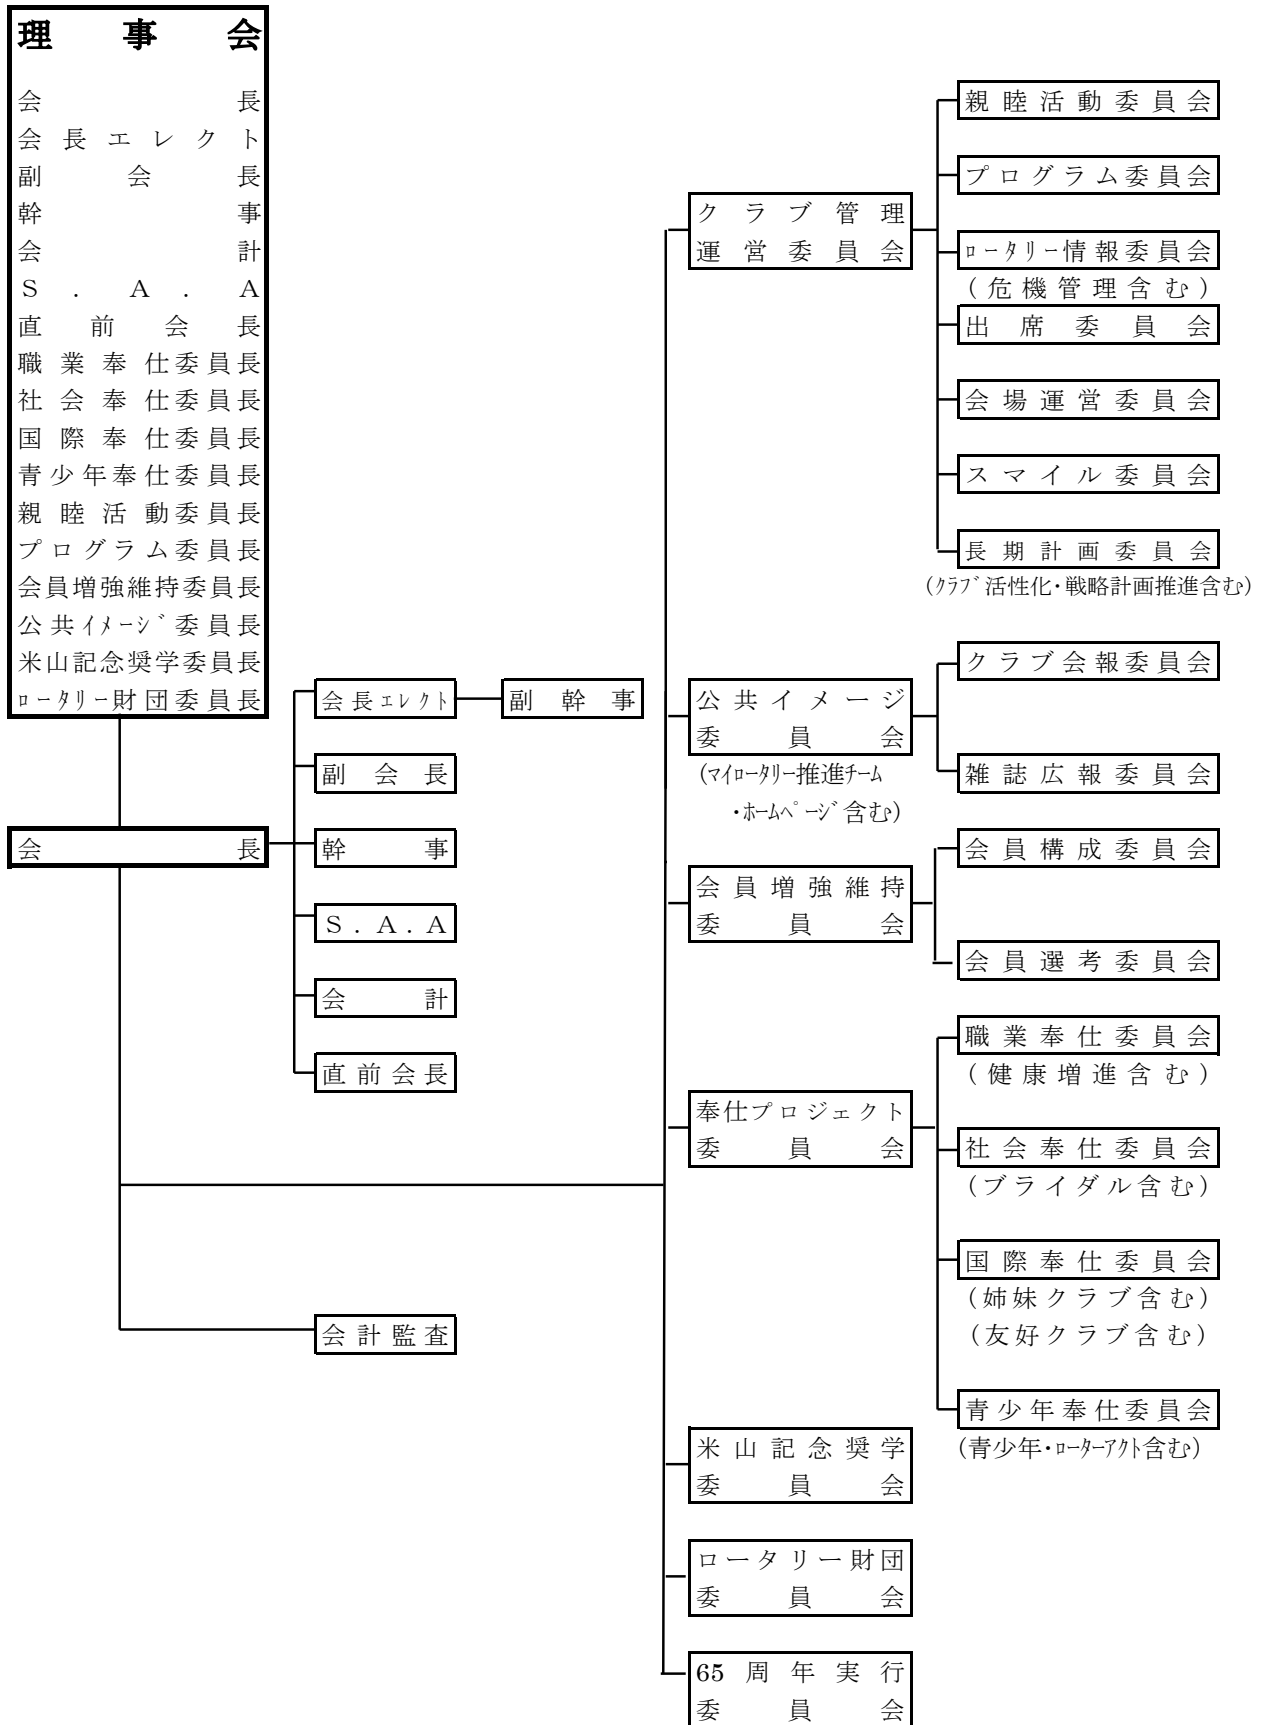 理事会
会長
会長エレクト
副会長
幹事
会計
S.A.A
直前会長
職業奉仕委員長
社会奉仕委員長
国際奉仕委員長
青少年奉仕委員長
親睦活動委員長
プログラム委員長
会員増強維持委員長
公共ｲﾒｰｼﾞ委員長
米山記念奨学委員長
ﾛｰﾀﾘｰ財団委員長
会長
会長ｴﾚｸﾄ
副幹事
副会長
幹事
S.A.A
会計
直前会長
会計監査
クラブ管理
運営委員会
親睦活動委員会
プログラム委員会
ﾛｰﾀﾘｰ情報委員会
(危機管理含む)
出席委員会
会場運営委員会
スマイル委員会
長期計画委員会
(ｸﾗﾌﾞ活性化・戦略計画推進含む)
公共イメージ
委員会
(ﾏｲﾛｰﾀﾘｰ推進ﾁｰﾑ
・ﾎｰﾑﾍﾟｰｼﾞ含む)
クラブ会報委員会
雑誌広報委員会
会員増強維持
委員会
会員構成委員会
会員選考委員会
奉仕プロジェクト
委員会
職業奉仕委員会
(健康増進含む)
社会奉仕委員会
(ブライダル含む)
国際奉仕委員会
(姉妹クラブ含む)
(友好クラブ含む)
青少年奉仕委員会
(青少年・ﾛｰﾀｰｱｸﾄ含む)
米山記念奨学
委員会
ロータリー財団
委員会
65周年実行
委員会